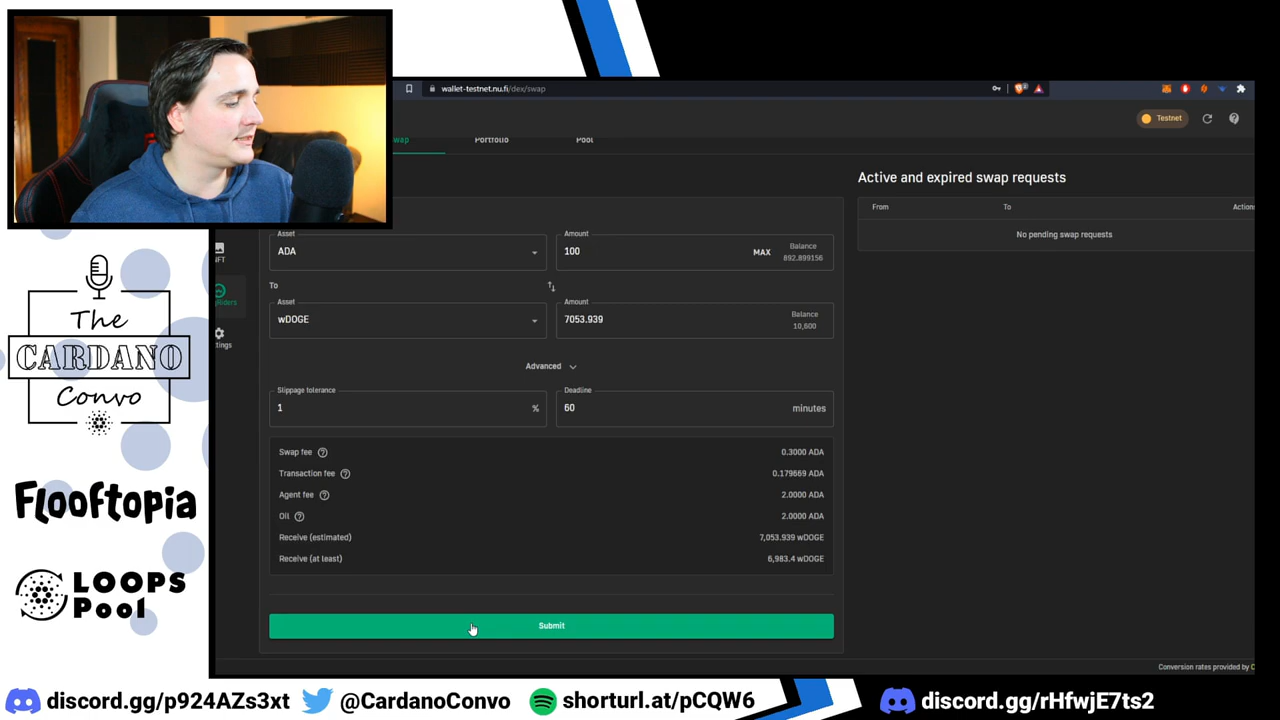 wallet-testnet.nu.fi/dex/swap
Testnet
Portfolio
Pool
Active and expired swap requests
From
To
No pending swap requests
Asset
ADA
Amount
100
MAX
Balance
892.899156
To
Asset
wDOGE
Amount
7053.939
Balance
10,600
Advanced
Slippage tolerance
1
%
Deadline
60
minutes
Swap fee
0.3000 ADA
Transaction fee
0.179669 ADA
Agent fee
2.0000 ADA
Oil
2.0000 ADA
Receive (estimated)
7,053.939 wDOGE
Receive (at least)
6,983.4 wDOGE
Submit
Conversion rates provided by
The
CARDANO
Convo
Flooftopia
LOOPS
Pool
discord.gg/p924AZs3xt
@CardanoConvo
shorturl.at/pCQW6
discord.gg/rHfwjE7ts2